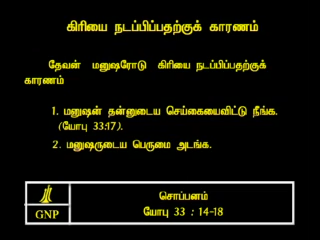 கிரியை நடப்பிப்பதற்குக் காரணம்
தேவன் மனுஷரோடு கிரியை நடப்பிப்பதற்குக்
காரணம்
1. மனுஷன் தன்னுடைய செய்கையைவிட்டு நீங்க.
(யோபு 33:17).
2. மனுஷருடைய பெருமை அடங்க.
சொப்பனம்
GNP
யோபு 33 : 14-18